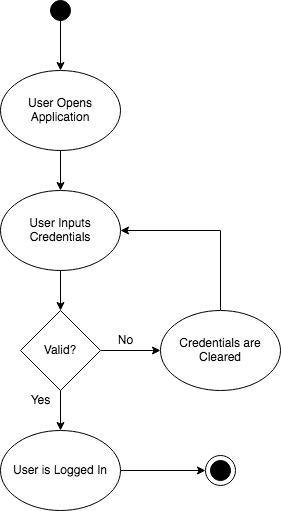 User Opens
Application
User Inputs
Credentials
Valid?
No
Credentials are
Cleared
Yes
User is Logged In